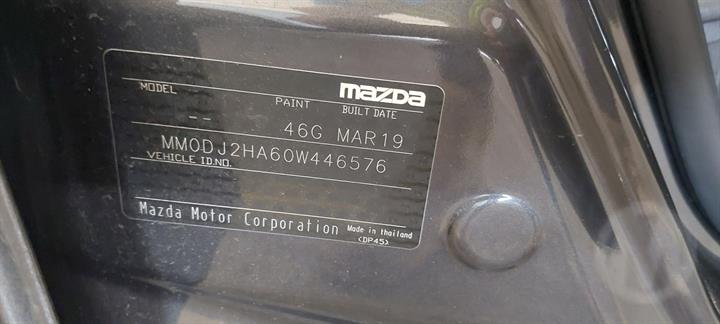 mazda
MODEL PAINT BUILT DATE
-- 46G MAR19
MM0DJ2HA60W446576
VEHICLE ID.NO.
Mazda Motor Corporation Made in Thailand
<DP45>